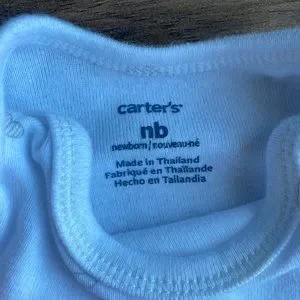 carter's
nb
newborn/nouveau-né
Made in Thailand
Fabriqué en Thaïlande
Hecho en Tailandia